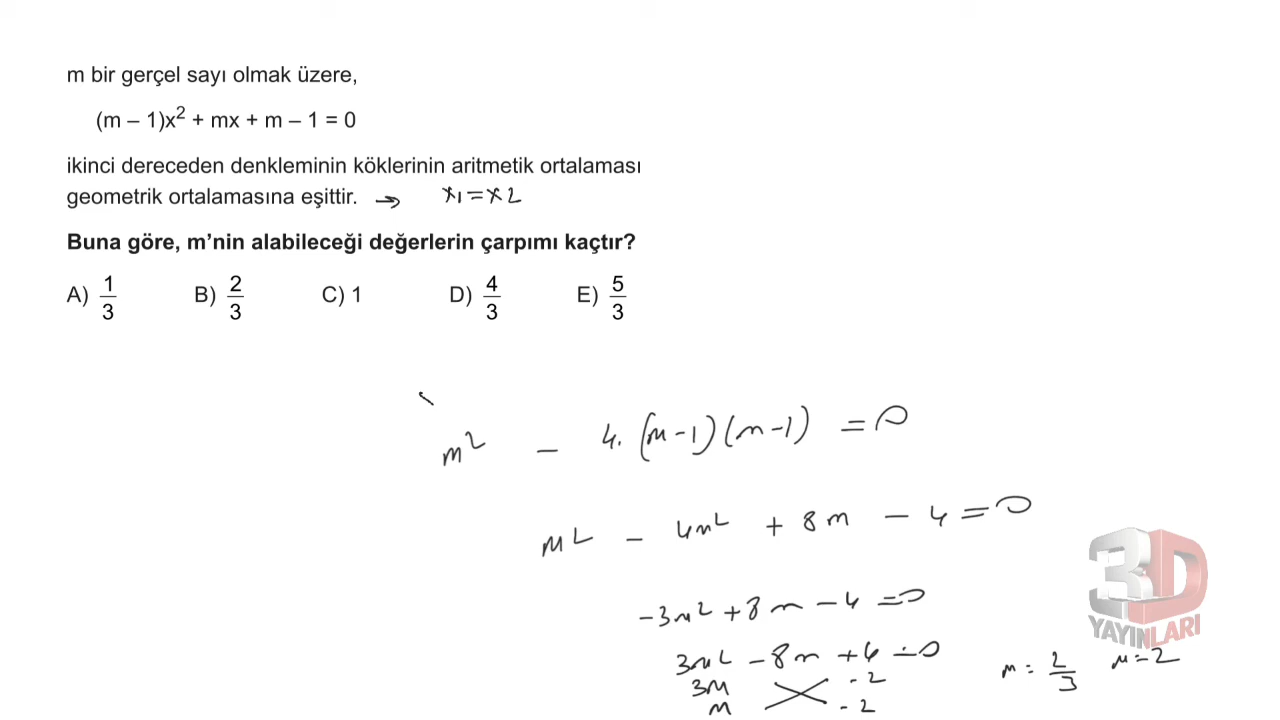 m bir gerçel sayı olmak üzere,
(m – 1)x² + mx + m – 1 = 0
ikinci dereceden denkleminin köklerinin aritmetik ortalaması
geometrik ortalamasına eşittir. → x1 = x2
Buna göre, m’nin alabileceği değerlerin çarpımı kaçtır?
A) 1/3 B) 2/3 C) 1 D) 4/3 E) 5/3
m² – 4. (m-1)(m-1) = 0
m² – 4m² + 8m – 4 = 0
-3m² + 8m – 4 = 0
3m² – 8m + 4 = 0
3m -2
m -2
m = 2/3 m = 2
3D
YAYINLARI